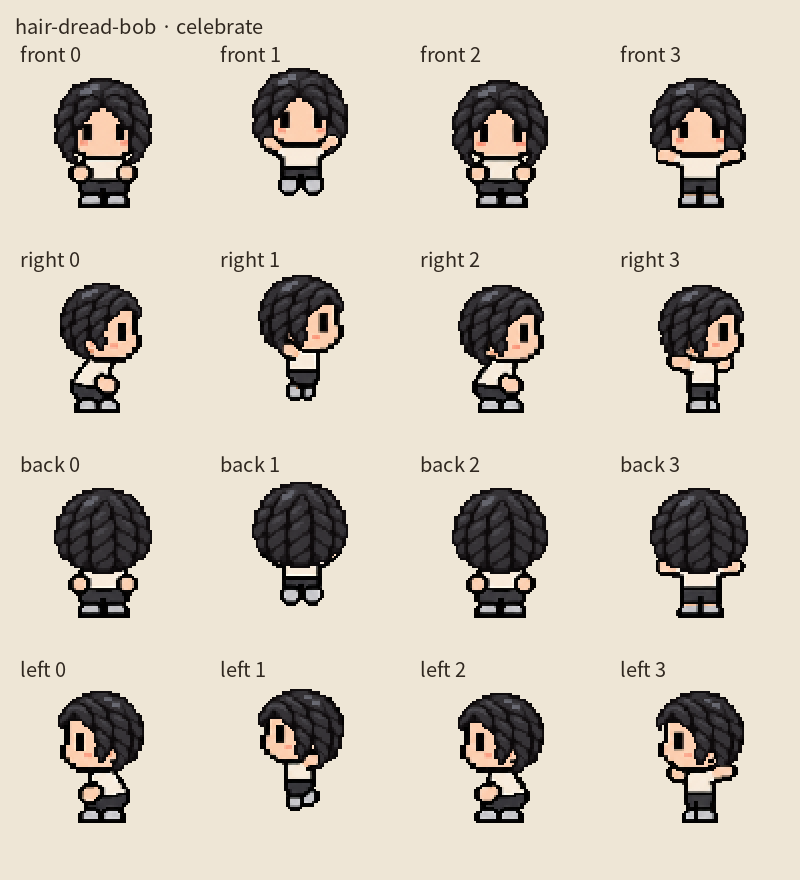 hair-dread-bob · celebrate
front 0 front 1 front 2 front 3
right 0 right 1 right 2 right 3
back 0 back 1 back 2 back 3
left 0 left 1 left 2 left 3